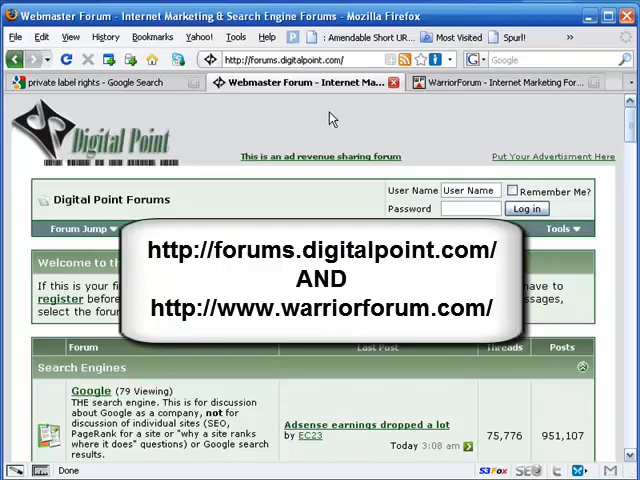 Webmaster Forum - Internet Marketing & Search Engine Forums - Mozilla Firefox
File Edit View History Bookmarks Yahoo! Tools Help P : Amendable Short UR... Most Visited Spurl! »
http://forums.digitalpoint.com/ G Google
private label rights - Google Search Webmaster Forum - Internet Ma... WarriorForum - Internet Marketing For...
Digital Point
This is an ad revenue sharing forum Put Your Advertisment Here
Digital Point Forums
User Name User Name Remember Me?
Password Log in
Forum Jump Tools
Welcome to th
If this is your fi have to
register before ssages,
select the forum
http://forums.digitalpoint.com/
AND
http://www.warriorforum.com/
Forum Last Post Threads Posts
Search Engines
Google (79 Viewing)
THE search engine. This is for discussion
about Google as a company, not for
discussion of individual sites (SEO,
PageRank for a site or "why a site ranks
where it does" questions) or Google search
results.
Adsense earnings dropped a lot
by EC23
Today 3:08 am
75,776 951,107
Done S3Fox SEO